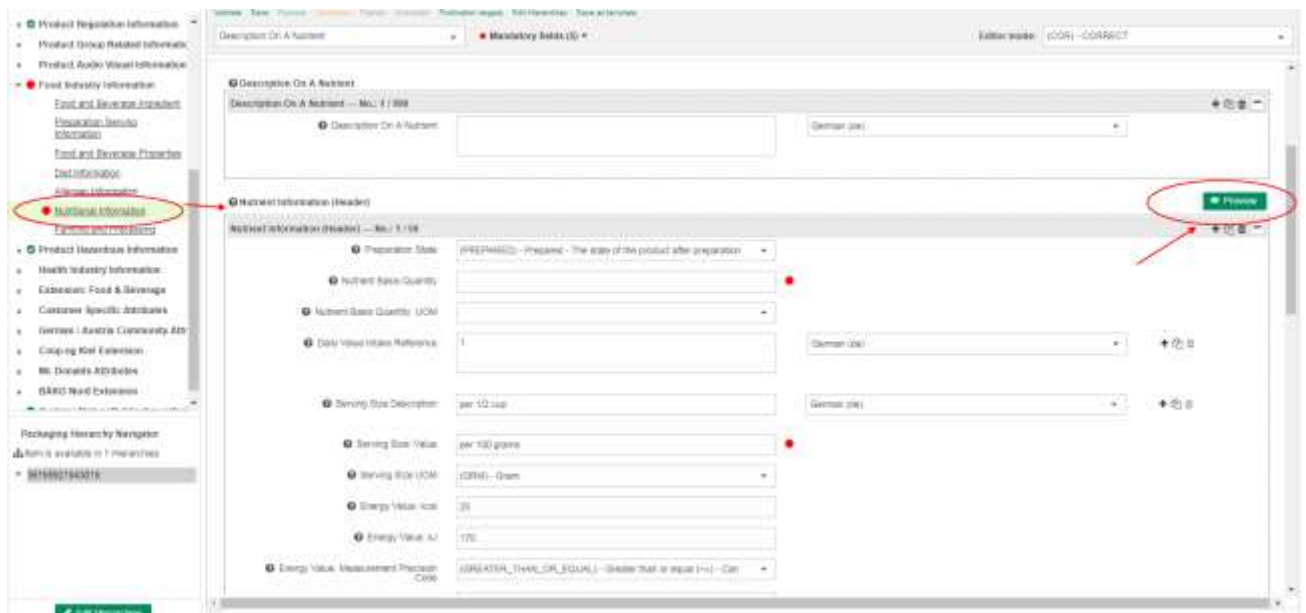 Product Regulation Information
Product Group Related Informatic
Product Audio Visual Information
Food Industry Information
Food and Beverage Ingredient
Preparation Serving
Information
Food and Beverage Properties
Diet Information
Allergen Information
Nutritional Information
Product Hazardous Information
Health Industry Information
Extension: Food & Beverage
Customer Specific Attributes
German / Austria Community Attr
Coop og Kiwi Extension
Mc Donalds Attributes
BÄKO Nord Extension
Packaging Hierarchy Navigator
Item is available in 1 Hierarchies
Description On A Nutrient
Mandatory fields (5)
Editor mode: (COR) - CORRECT
Description On A Nutrient
Description On A Nutrient — No.: 1 / 999
Description On A Nutrient
German (de)
Nutrient Information (Header)
Preview
Nutrient Information (Header) — No.: 1 / 50
Preparation State
(PREPARED) - Prepared - The state of the product after preparation
Nutrient Basis Quantity
Nutrient Basis Quantity: UOM
Daily Value Intake Reference
1
German (de)
Serving Size Description
per 1/2 cup
German (de)
Serving Size: Value
per 100 grams
Serving Size UOM
(GRM) - Gram
Energy Value: kcal
25
Energy Value: kJ
170
Energy Value: Measurement Precision
Code
(GREATER_THAN_OR_EQUAL) - Greater than or equal (>=) - Can